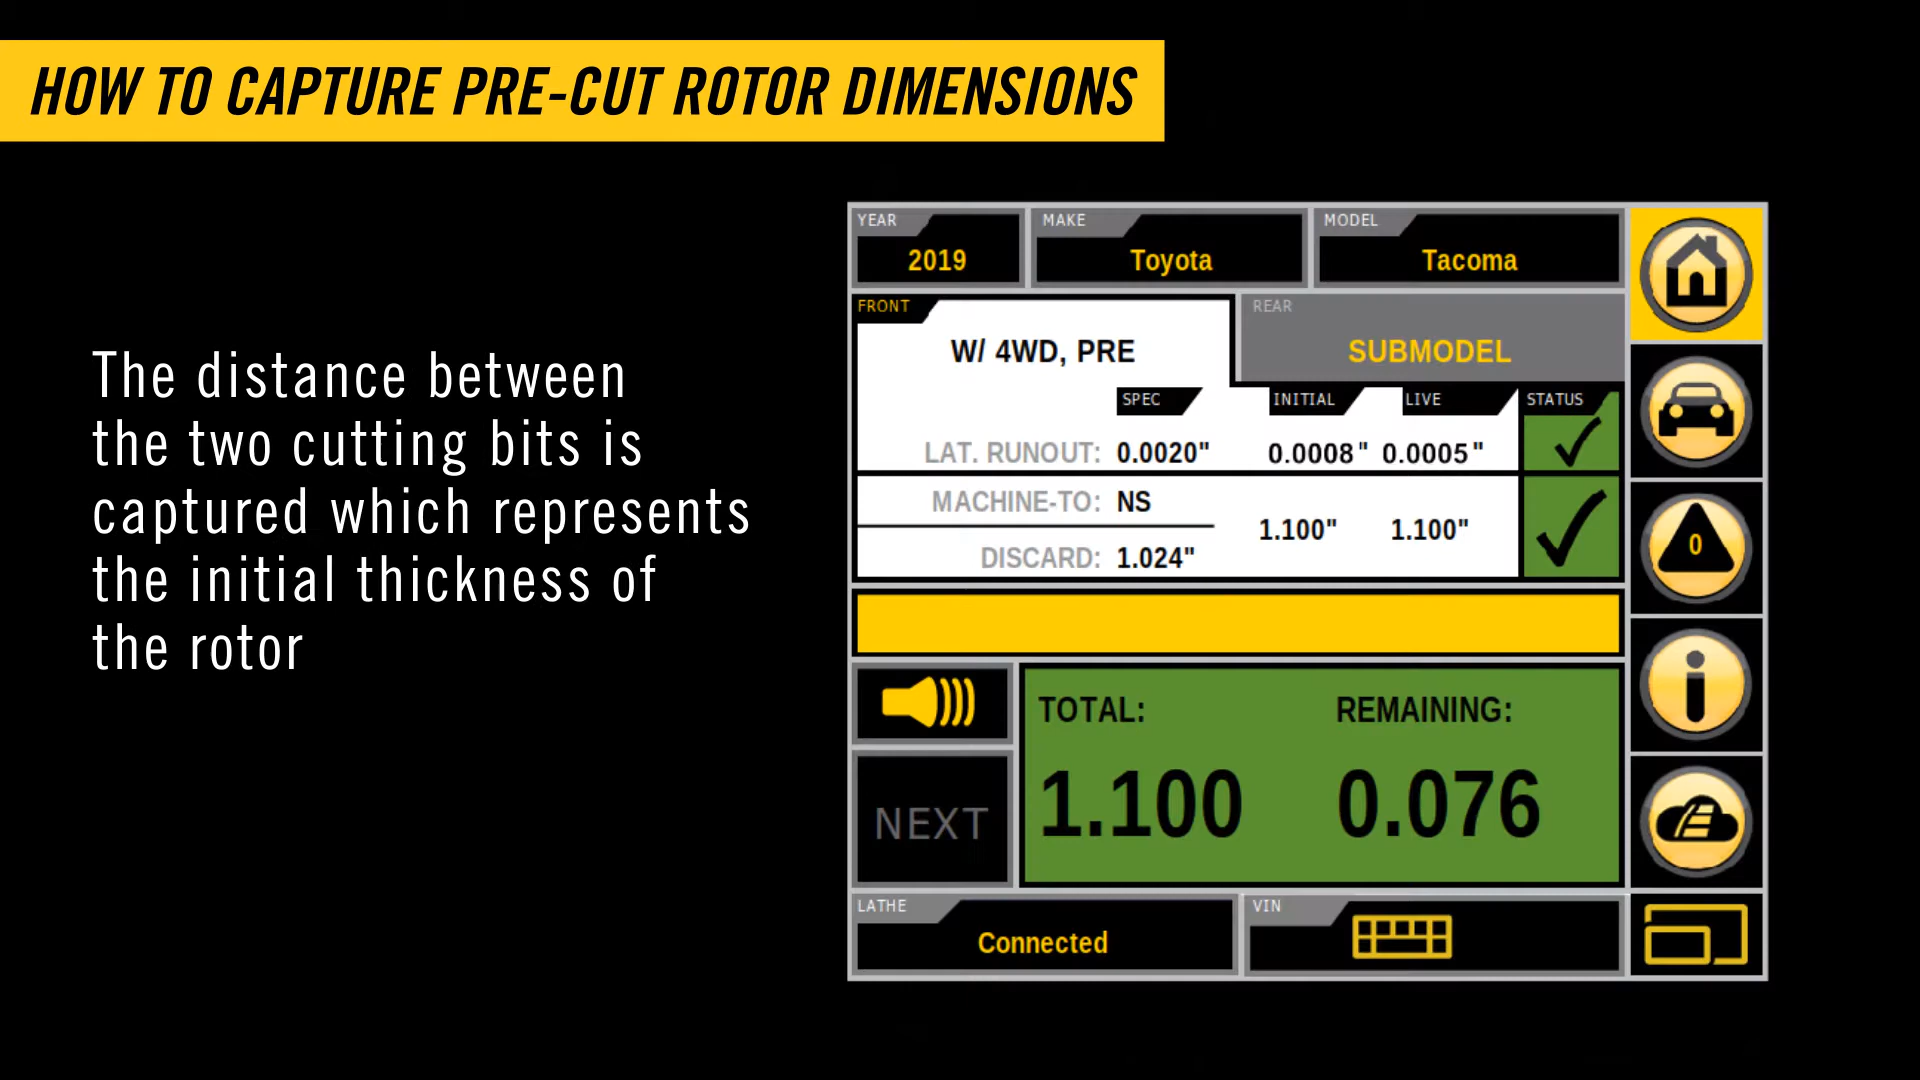 HOW TO CAPTURE PRE-CUT ROTOR DIMENSIONS
The distance between
the two cutting bits is
captured which represents
the initial thickness of
the rotor
YEAR
2019
MAKE
Toyota
MODEL
Tacoma
FRONT
W/ 4WD, PRE
REAR
SUBMODEL
SPEC INITIAL LIVE STATUS
LAT. RUNOUT: 0.0020" 0.0008" 0.0005"
MACHINE-TO: NS
1.100" 1.100"
DISCARD: 1.024"
0
TOTAL: REMAINING:
1.100 0.076
NEXT
LATHE
Connected
VIN